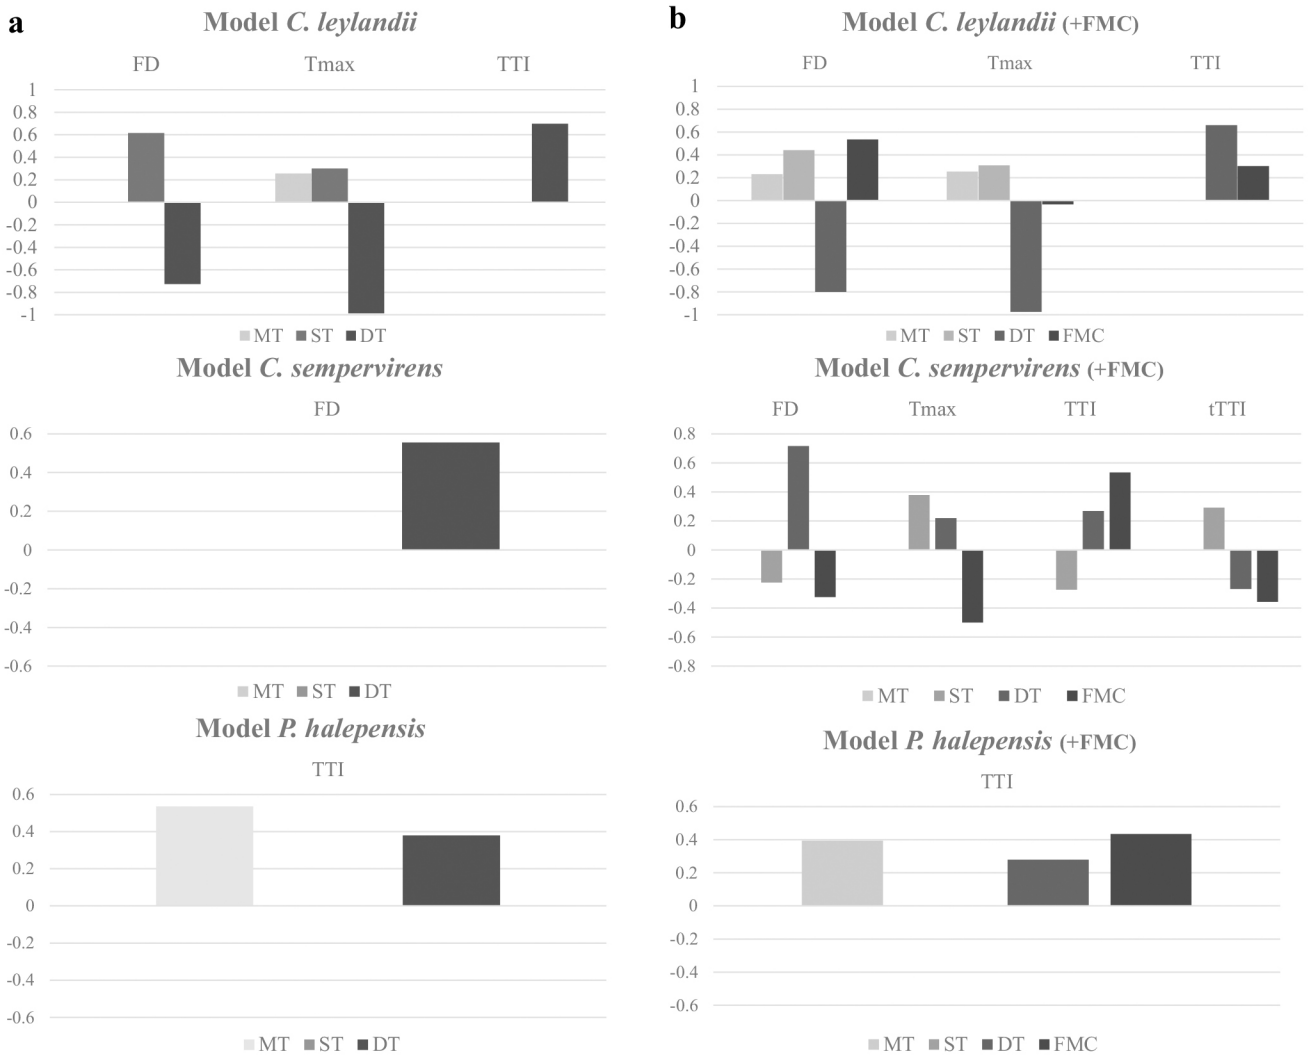 a
Model C. leylandii
FD Tmax TTI
1
0.8
0.6
0.4
0.2
0
-0.2
-0.4
-0.6
-0.8
-1
MT ST DT
Model C. sempervirens
FD
0.6
0.4
0.2
0
-0.2
-0.4
-0.6
MT ST DT
Model P. halepensis
TTI
0.6
0.4
0.2
0
-0.2
-0.4
-0.6
MT ST DT
b
Model C. leylandii (+FMC)
FD Tmax TTI
1
0.8
0.6
0.4
0.2
0
-0.2
-0.4
-0.6
-0.8
-1
MT ST DT FMC
Model C. sempervirens (+FMC)
FD Tmax TTI tTTI
0.8
0.6
0.4
0.2
0
-0.2
-0.4
-0.6
-0.8
MT ST DT FMC
Model P. halepensis (+FMC)
TTI
0.6
0.4
0.2
0
-0.2
-0.4
-0.6
MT ST DT FMC